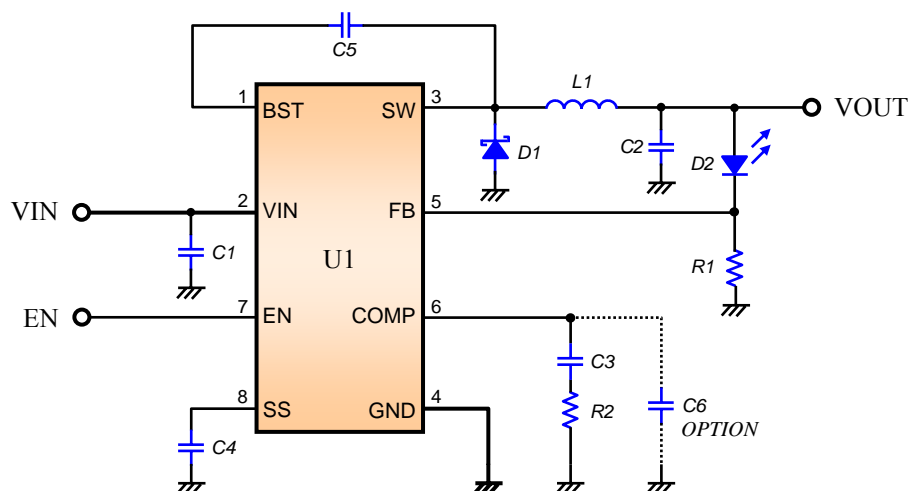 C5
1
BST
SW
3
L1
VOUT
D1
C2
D2
VIN
2
VIN
FB
5
C1
U1
R1
EN
7
EN
COMP
6
C3
8
SS
GND
4
R2
C6
OPTION
C4